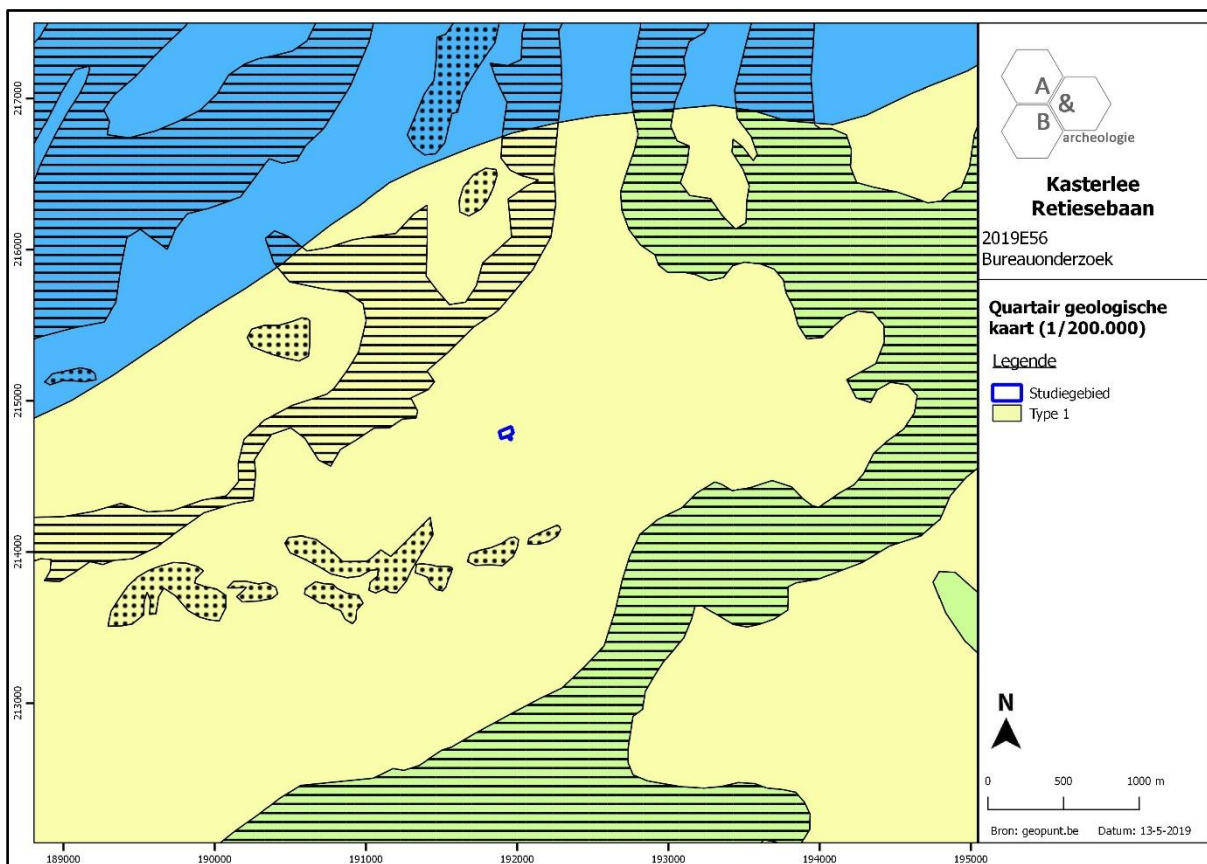 A
&
B
archeologie
Kasterlee
Retiesebaan
2019E56
Bureauonderzoek
Quartair geologische
kaart (1/200.000)
Legende
Studiegebied
Type 1
N
0 500 1000 m
Bron: geopunt.be Datum: 13-5-2019
217000
216000
215000
214000
213000
189000 190000 191000 192000 193000 194000 195000